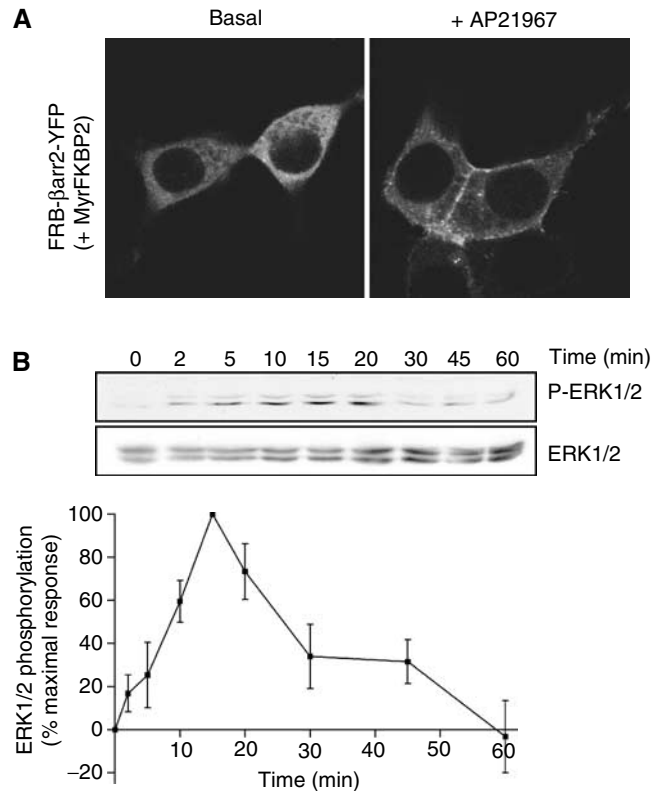 A
Basal
+ AP21967
FRB-βarr2-YFP
(+ MyrFKBP2)
B
0 2 5 10 15 20 30 45 60 Time (min)
P-ERK1/2
ERK1/2
ERK1/2 phosphorylation
(% maximal response)
100
80
60
40
20
0
−20
10 20 30 40 50 60
Time (min)